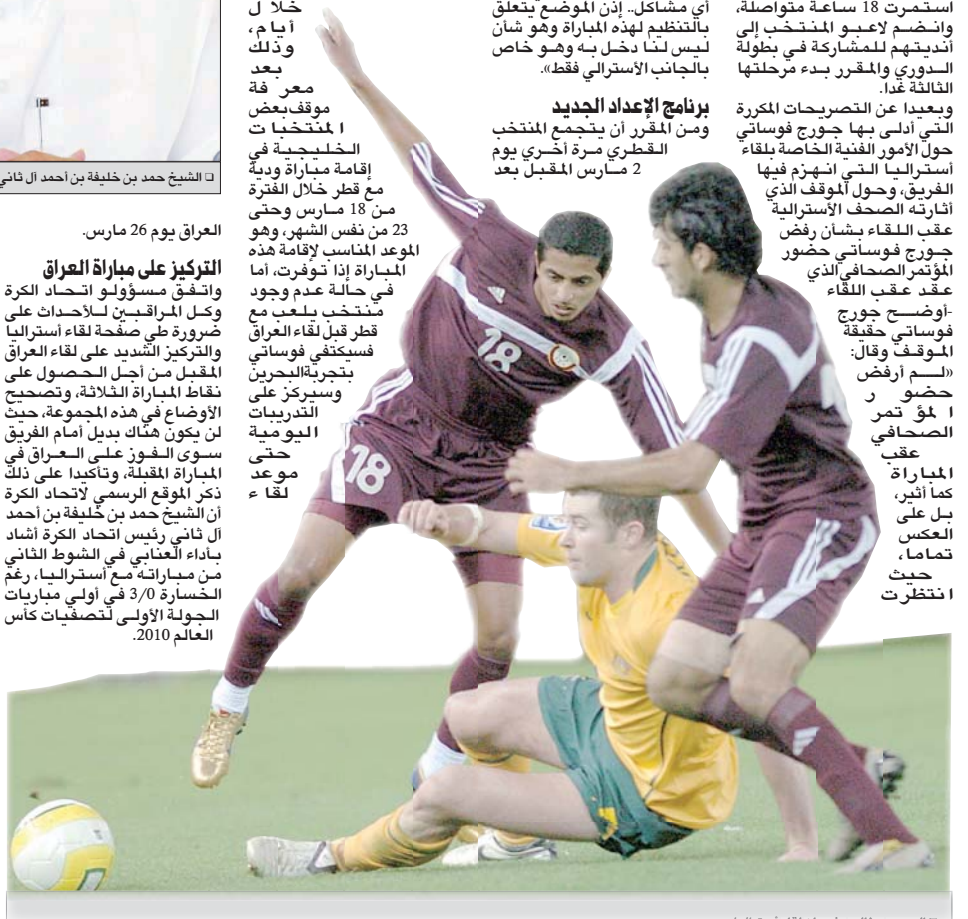 استمرت 18 ساعة متواصلة،
وانضم لاعبو المنتخب إلى
أنديتهم للمشاركة في بطولة
الدوري والمقرر بدء مرحلتها
الثالثة غدا.
وبعيدا عن التصريحات المكررة
التي أدلى بها جورج فوساتي
حول الأمور الفنية الخاصة بلقاء
أستراليا التي انهزم فيها
الفريق، وحول الموقف الذي
أثارته الصحف الأسترالية
عقب اللقاء بشأن رفض
جورج فوساتي حضور
المؤتمر الصحافي الذي
عقد عقب اللقاء
-أوضح جورج
فوساتي حقيقة
الموقف وقال:
«لم أرفض
حضور
المؤتمر
الصحافي
عقب
المباراة
كما أثير،
بل على
العكس
تماما،
حيث
انتظرت
أي مشاكل.. إذن الموضع يتعلق
بالتنظيم لهذه المباراة وهو شأن
ليس لنا دخل به وهو خاص
بالجانب الأسترالي فقط».
برنامج الإعداد الجديد
ومن المقرر أن يتجمع المنتخب
القطري مرة أخري يوم
2 مارس المقبل بعد
خلال
أيام،
وذلك
بعد
معرفة
موقف بعض
المنتخبات
الخليجية في
إقامة مباراة ودية
مع قطر خلال الفترة
من 18 مارس وحتى
23 من نفس الشهر، وهو
الموعد المناسب لإقامة هذه
المباراة إذا توفرت، أما
في حالة عدم وجود
منتخب يلعب مع
قطر قبل لقاء العراق
فسيكتفي فوساتي
بتجربة البحرين
وسيركز على
التدريبات
اليومية
حتى
موعد
لقاء
□ الشيخ حمد بن خليفة بن أحمد آل ثاني
العراق يوم 26 مارس.
التركيز على مباراة العراق
واتفق مسؤولو اتحاد الكرة
وكل المراقبين للأحداث على
ضرورة طي صفحة لقاء أستراليا
والتركيز الشديد على لقاء العراق
المقبل من أجل الحصول على
نقاط المباراة الثلاثة، وتصحيح
الأوضاع في هذه المجموعة، حيث
لن يكون هناك بديل أمام الفريق
سوى الفوز على العراق في
المباراة المقبلة، وتأكيدا على ذلك
ذكر الموقع الرسمي لاتحاد الكرة
أن الشيخ حمد بن خليفة بن أحمد
آل ثاني رئيس اتحاد الكرة أشاد
بأداء العنابي في الشوط الثاني
من مباراته مع أستراليا، رغم
الخسارة 3/0 في أولي مباريات
الجولة الأولى لتصفيات كأس
العالم 2010.
18
18